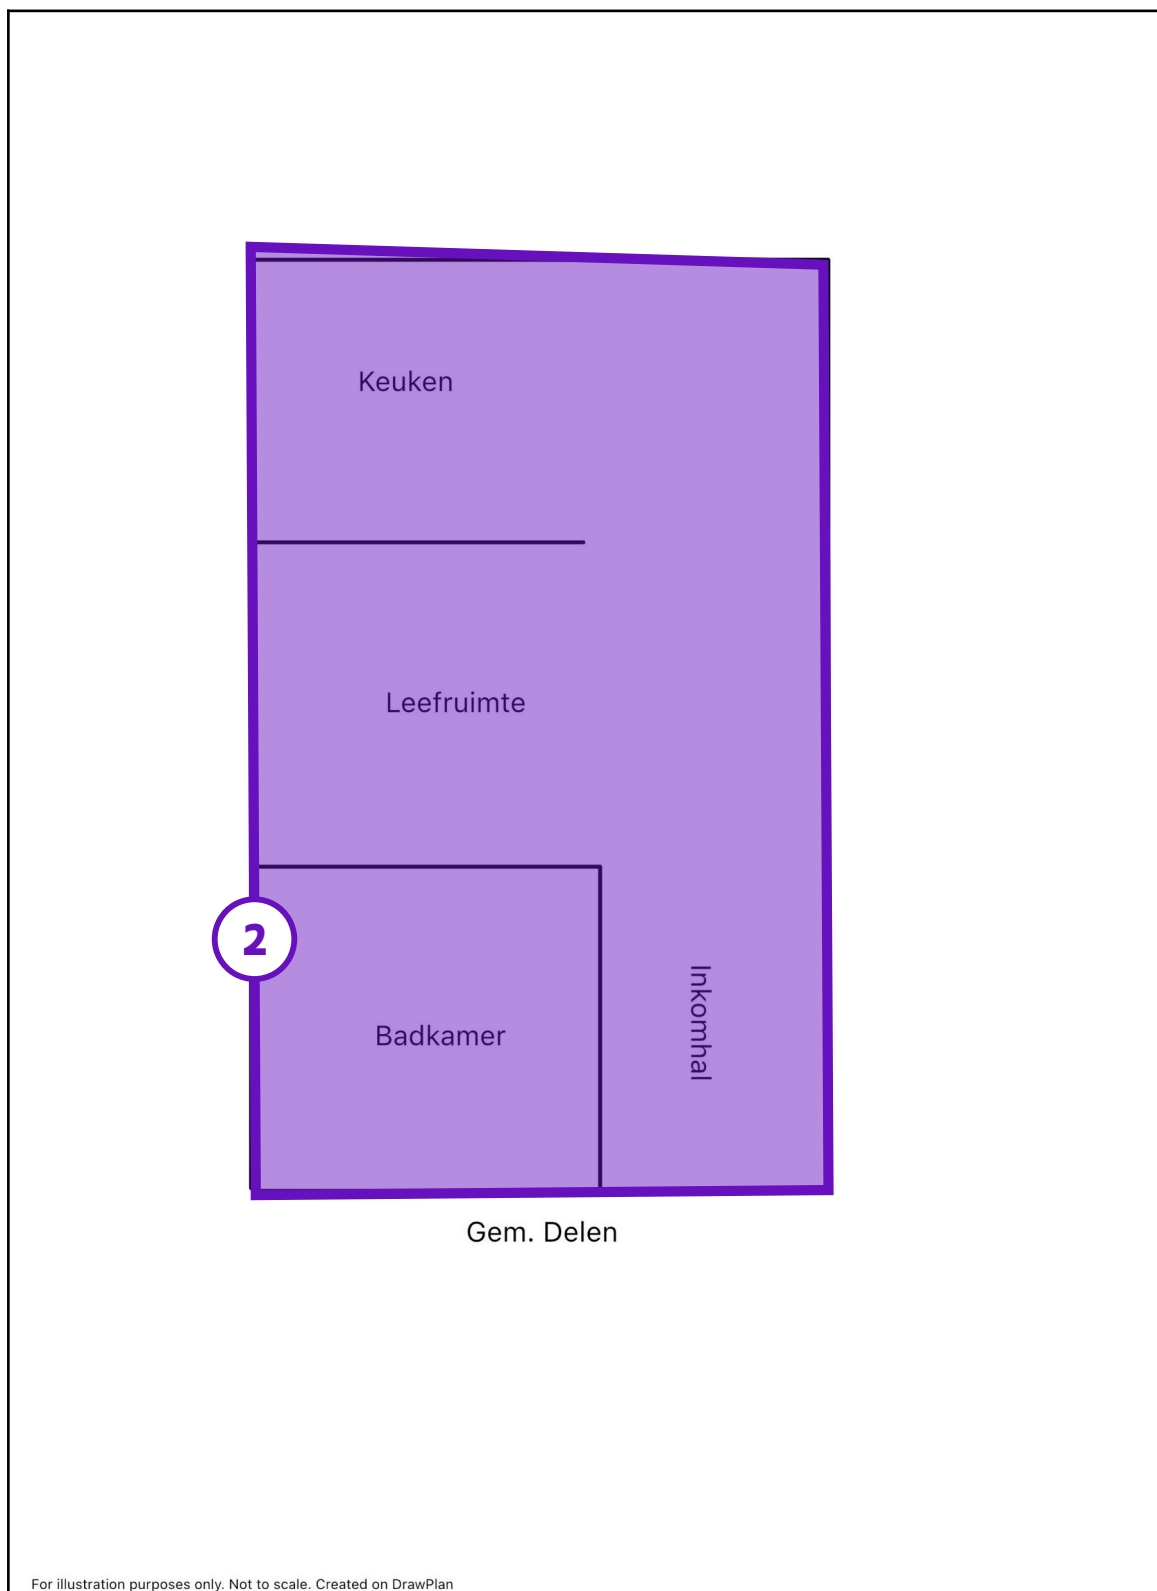 Keuken
Leefruimte
2
Badkamer
Inkomhal
Gem. Delen
For illustration purposes only. Not to scale. Created on DrawPlan